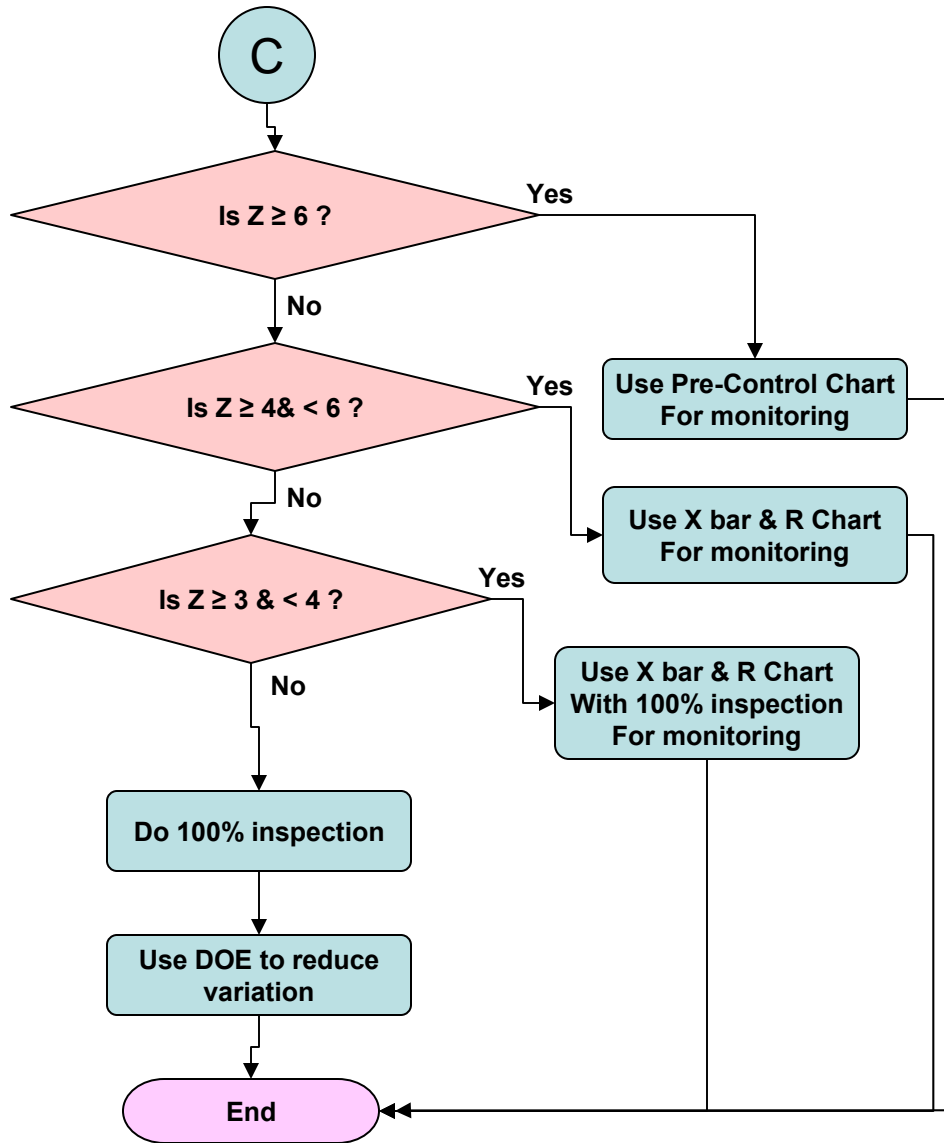 C
Is Z ≥ 6 ?
Yes
No
Use Pre-Control Chart
For monitoring
Is Z ≥ 4& < 6 ?
Yes
No
Use X bar & R Chart
For monitoring
Is Z ≥ 3 & < 4 ?
Yes
No
Use X bar & R Chart
With 100% inspection
For monitoring
Do 100% inspection
Use DOE to reduce
variation
End